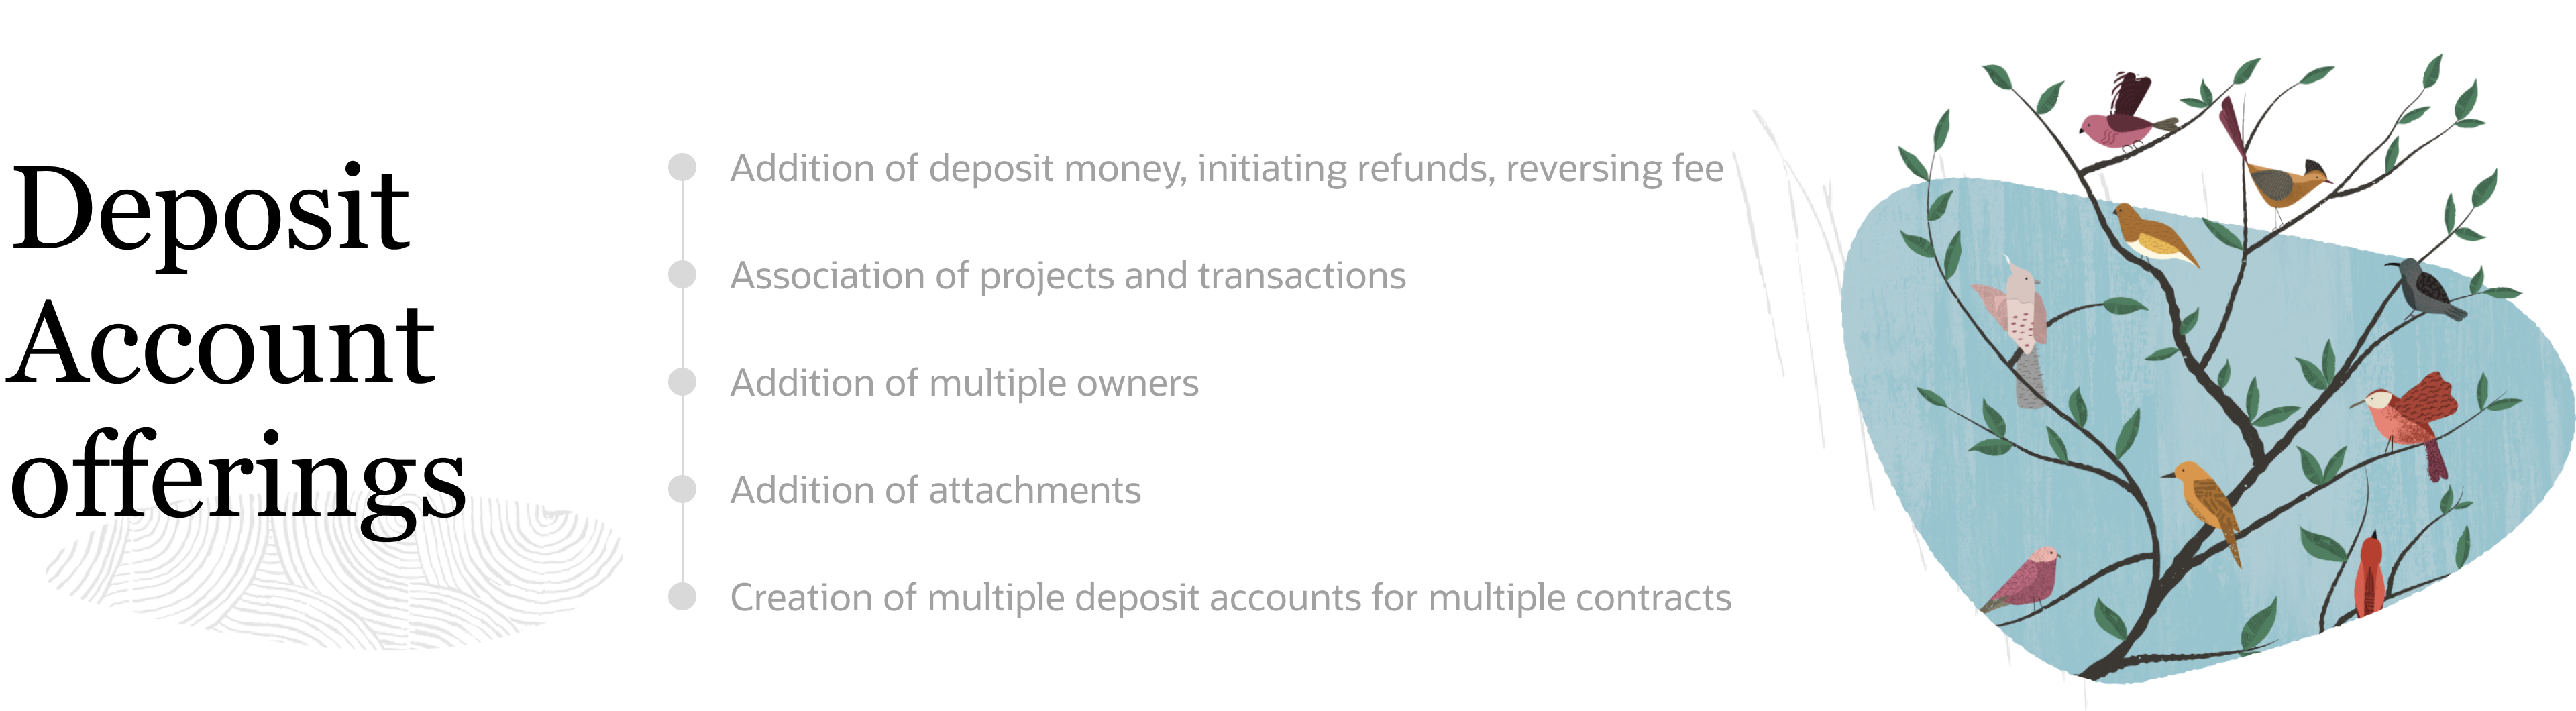 Deposit
Account
offerings
Addition of deposit money, initiating refunds, reversing fee
Association of projects and transactions
Addition of multiple owners
Addition of attachments
Creation of multiple deposit accounts for multiple contracts